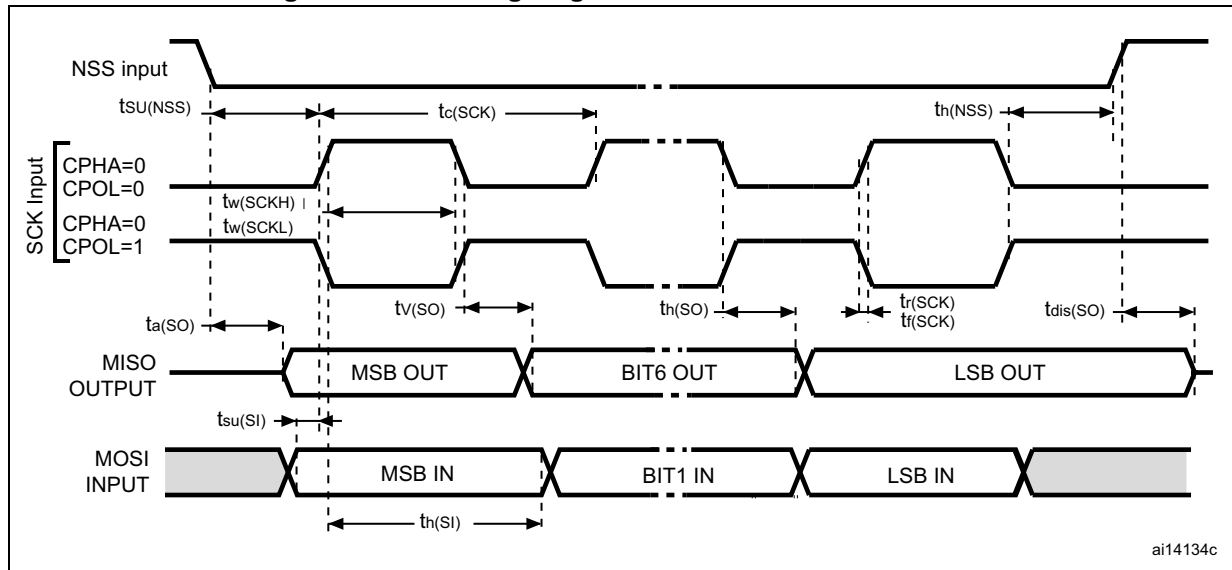 NSS input
tSU(NSS)
tc(SCK)
th(NSS)
SCK Input
CPHA=0
CPOL=0
CPHA=0
CPOL=1
tw(SCKH)
tw(SCKL)
tV(SO)
th(SO)
tr(SCK)
tf(SCK)
tdis(SO)
ta(SO)
MISO
OUTPUT
MSB OUT
BIT6 OUT
LSB OUT
tsu(SI)
MOSI
INPUT
MSB IN
BIT1 IN
LSB IN
th(SI)
ai14134c